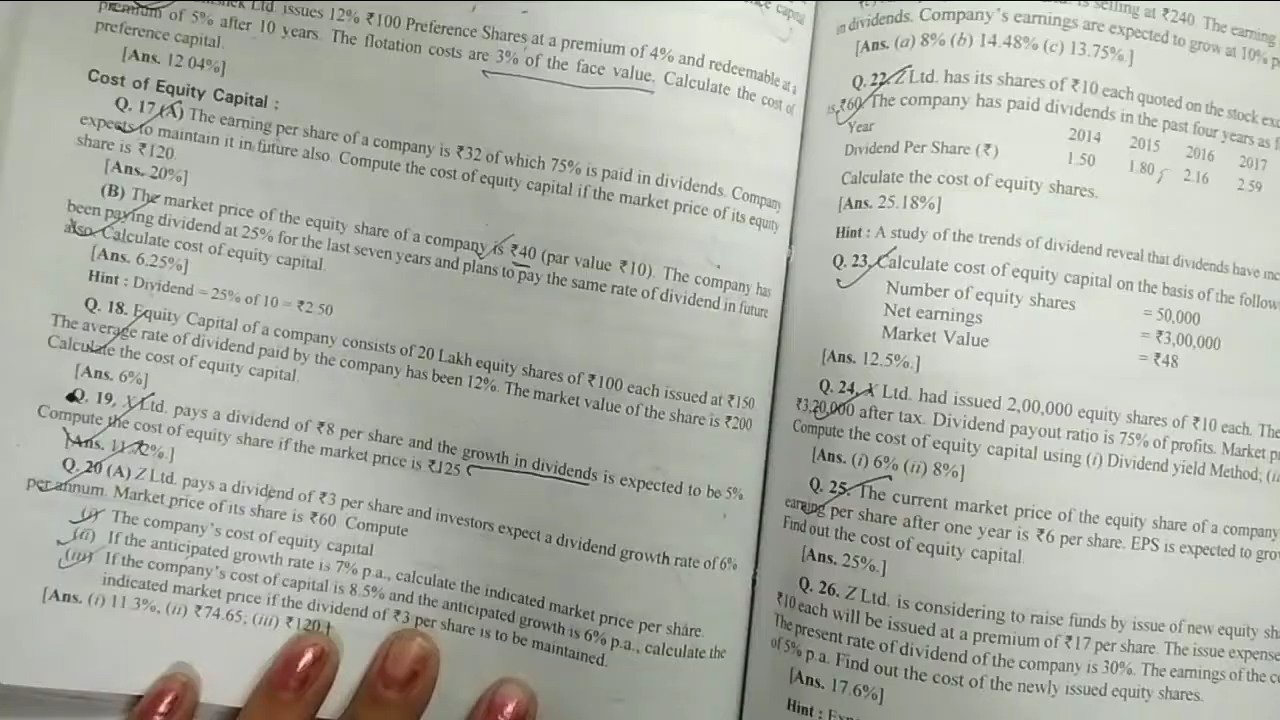 Ltd. issues 12% ₹100 Preference Shares at a premium of 4% and redeemable at a
premium of 5% after 10 years. The flotation costs are 3% of the face value. Calculate the cost of
preference capital.
[Ans. 12 04%]
Cost of Equity Capital :
Q. 17 (A) The earning per share of a company is ₹32 of which 75% is paid in dividends. Company
expects to maintain it in future also. Compute the cost of equity capital if the market price of its equity
share is ₹120.
[Ans. 20%]
(B) The market price of the equity share of a company is ₹40 (par value ₹10). The company has
been paying dividend at 25% for the last seven years and plans to pay the same rate of dividend in future
also. Calculate cost of equity capital.
[Ans. 6.25%]
Hint : Dividend = 25% of 10 = ₹2 50
Q. 18. Equity Capital of a company consists of 20 Lakh equity shares of ₹100 each issued at ₹150
The average rate of dividend paid by the company has been 12%. The market value of the share is ₹200
Calculate the cost of equity capital.
[Ans. 6%]
Q. 19, X Ltd. pays a dividend of ₹8 per share and the growth in dividends is expected to be 5%
Compute the cost of equity share if the market price is ₹125
[Ans. 11.72%.]
Q. 20 (A) Z Ltd. pays a dividend of ₹3 per share and investors expect a dividend growth rate of 6%
per annum. Market price of its share is ₹60 Compute
(i) The company's cost of equity capital
(ii) If the anticipated growth rate is 7% p.a., calculate the indicated market price per share.
(iii) If the company's cost of capital is 8.5% and the anticipated growth is 6% p.a., calculate the
indicated market price if the dividend of ₹3 per share is to be maintained.
[Ans. (i) 11.3%, (ii) ₹74.65; (iii) ₹120.]
is selling at ₹240 The earning
in dividends. Company's earnings are expected to grow at 10% p
[Ans. (a) 8% (b) 14.48% (c) 13.75%.]
Q. 22. Z Ltd. has its shares of ₹10 each quoted on the stock exc
is ₹60 The company has paid dividends in the past four years as f
Year 2014 2015 2016 2017
Dividend Per Share (₹) 1.50 1.80 2.16 2.59
Calculate the cost of equity shares.
[Ans. 25.18%]
Hint : A study of the trends of dividend reveal that dividends have inc
Q. 23. Calculate cost of equity capital on the basis of the follow
Number of equity shares = 50,000
Net earnings = ₹3,00,000
Market Value = ₹48
[Ans. 12.5%.]
Q. 24. X Ltd. had issued 2,00,000 equity shares of ₹10 each. The
₹3,20,000 after tax. Dividend payout ratio is 75% of profits. Market p
Compute the cost of equity capital using (i) Dividend yield Method; (ii
[Ans. (i) 6% (ii) 8%]
Q. 25. The current market price of the equity share of a company
earning per share after one year is ₹6 per share. EPS is expected to grow
Find out the cost of equity capital.
[Ans. 25%.]
Q. 26. Z Ltd. is considering to raise funds by issue of new equity sh
₹10 each will be issued at a premium of ₹17 per share. The issue expense
The present rate of dividend of the company is 30%. The earnings of the co
of 5% p.a. Find out the cost of the newly issued equity shares.
[Ans. 17.6%]
Hint :